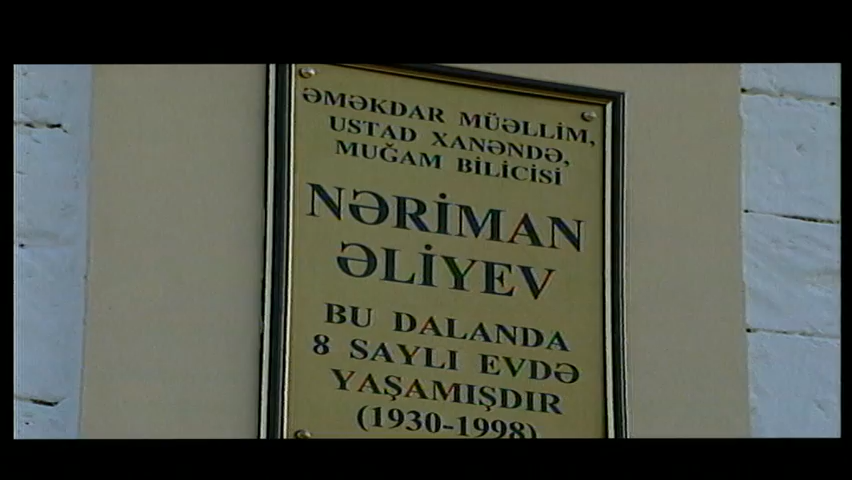 ƏMƏKDAR MÜƏLLİM,
USTAD XANƏNDƏ,
MUĞAM BİLİCİSİ
NƏRİMAN
ƏLİYEV
BU DALANDA
8 SAYLI EVDƏ
YAŞAMIŞDIR
(1930-1998)